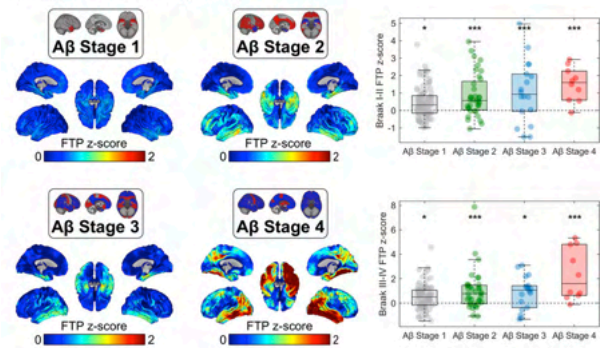 Aβ Stage 1
FTP z-score
0
2
Aβ Stage 2
FTP z-score
0
2
Braak I-II FTP z-score
5
4
3
2
1
0
-1
*
***
***
***
Aβ Stage 1
Aβ Stage 2
Aβ Stage 3
Aβ Stage 4
Aβ Stage 3
FTP z-score
0
2
Aβ Stage 4
FTP z-score
0
2
Braak III-IV FTP z-score
8
6
4
2
0
*
***
*
***
Aβ Stage 1
Aβ Stage 2
Aβ Stage 3
Aβ Stage 4